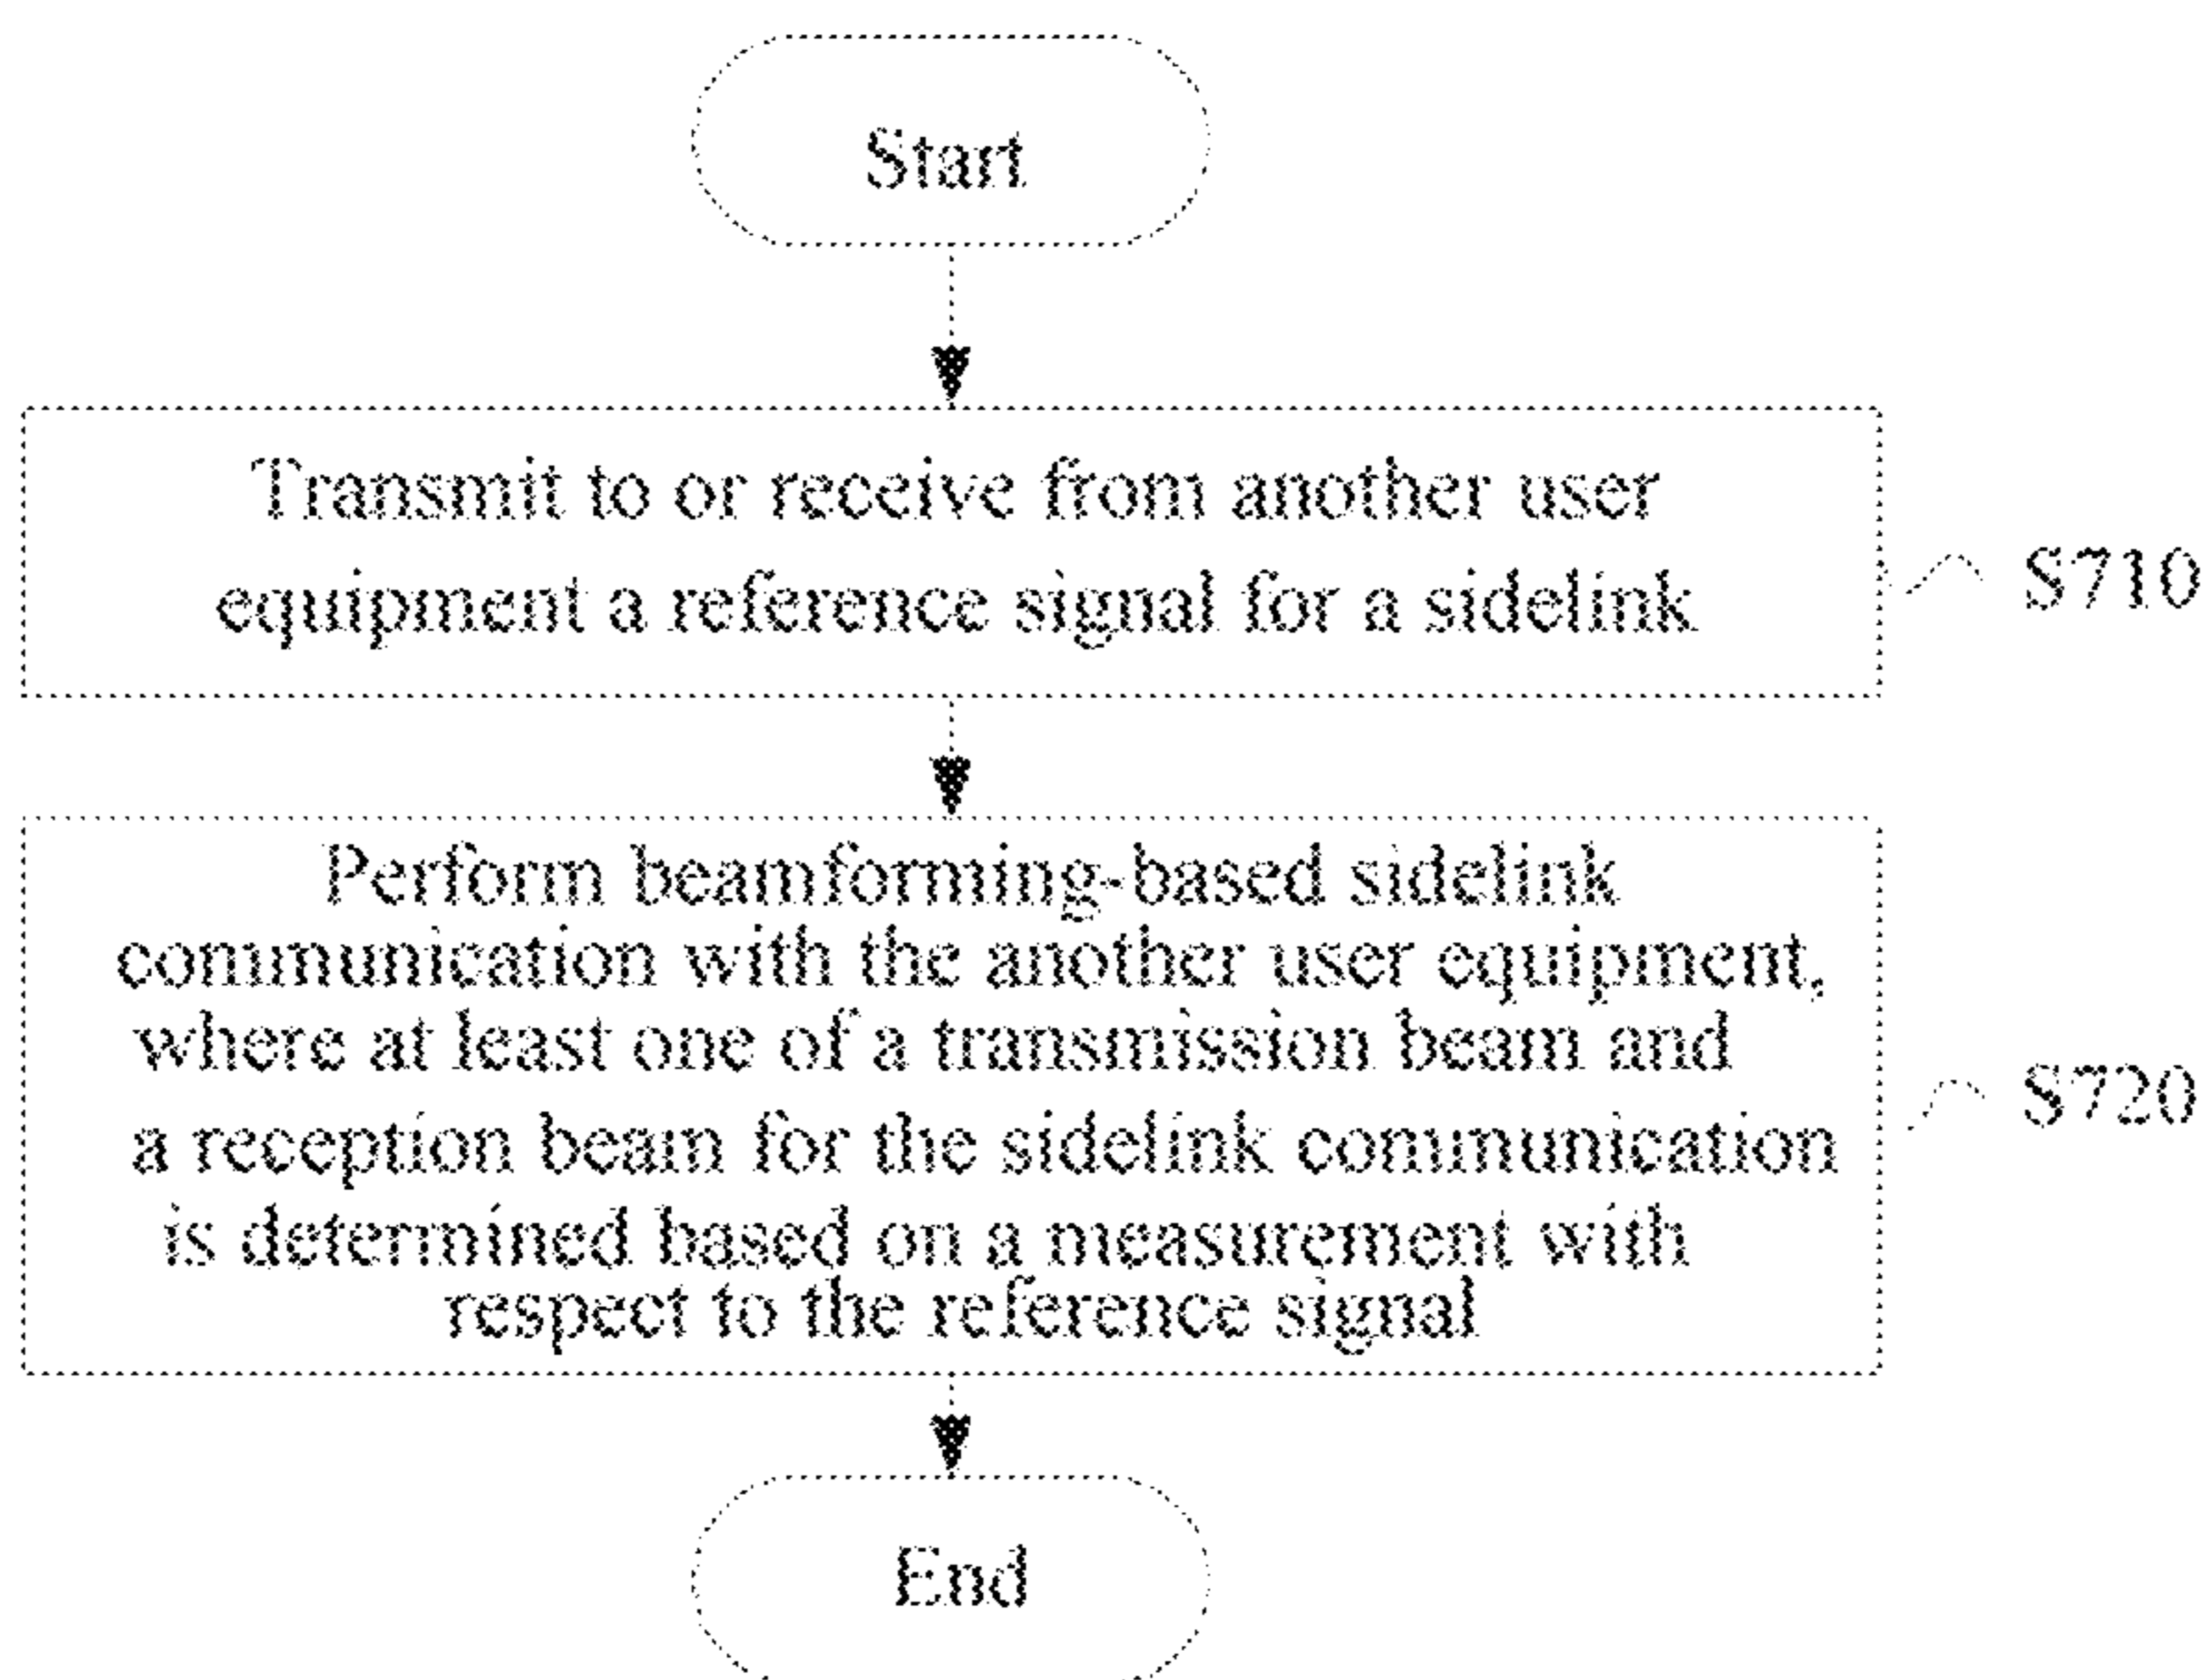 Start
Transmit to or receive from another user
equipment a reference signal for a sidelink
S710
Perform beamforming-based sidelink
communication with the another user equipment,
where at least one of a transmission beam and
a reception beam for the sidelink communication
is determined based on a measurement with
respect to the reference signal
S720
End